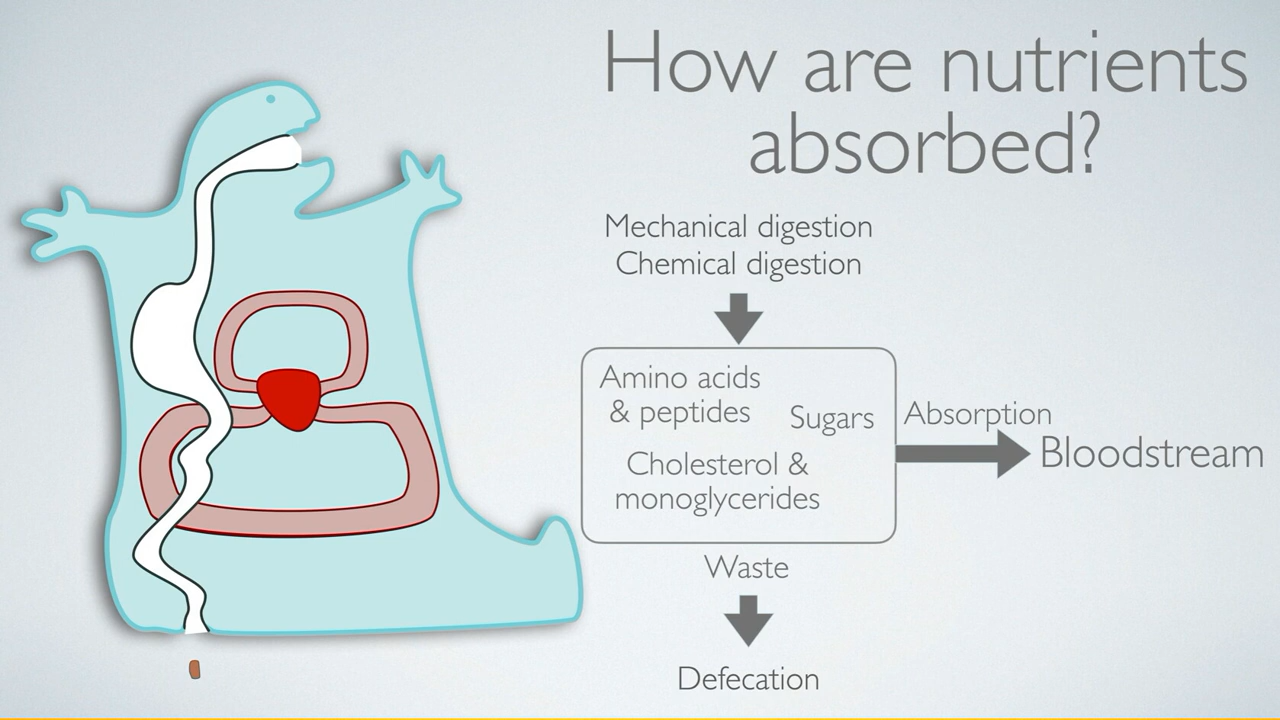 How are nutrients
absorbed?
Mechanical digestion
Chemical digestion
Amino acids
& peptides
Sugars
Cholesterol &
monoglycerides
Absorption
Bloodstream
Waste
Defecation